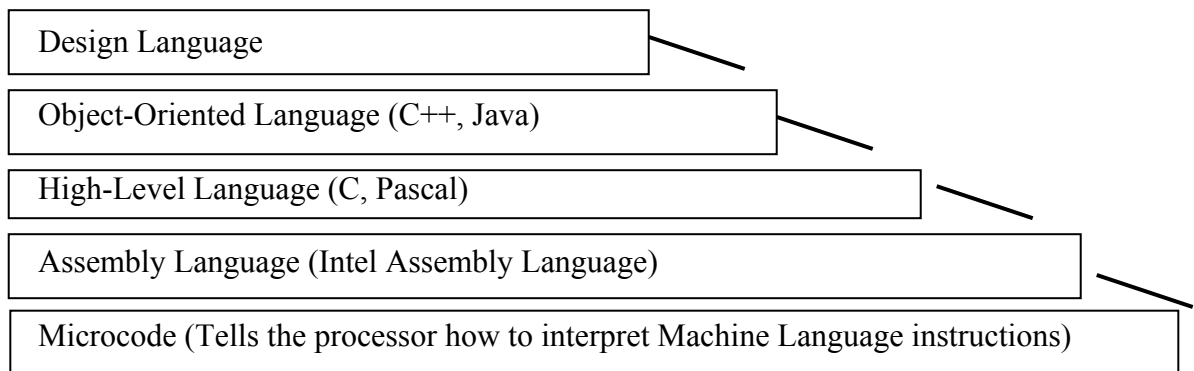 Design Language
Object-Oriented Language (C++, Java)
High-Level Language (C, Pascal)
Assembly Language (Intel Assembly Language)
Microcode (Tells the processor how to interpret Machine Language instructions)